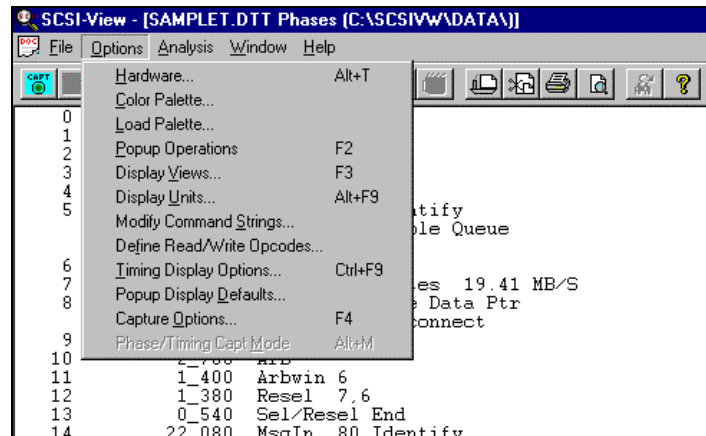 SCSI-View - [SAMPLET.DTT Phases (C:\SCSIVW\DATA\)]
File Options Analysis Window Help
CAPT
Hardware... Alt+T
Color Palette...
Load Palette...
Popup Operations F2
Display Views... F3
Display Units... Alt+F9
Modify Command Strings...
Define Read/Write Opcodes...
Timing Display Options... Ctrl+F9
Popup Display Defaults...
Capture Options... F4
Phase/Timing Capt Mode Alt+M
0
1
2
3
4
5 tify
ple Queue
6
7 es 19.41 MB/S
8 Data Ptr
connect
9
10 2_700 Arb
11 1_400 Arbwin 6
12 1_380 Resel 7,6
13 0_540 Sel/Resel End
14 22_080 MsgIn 80 Identify